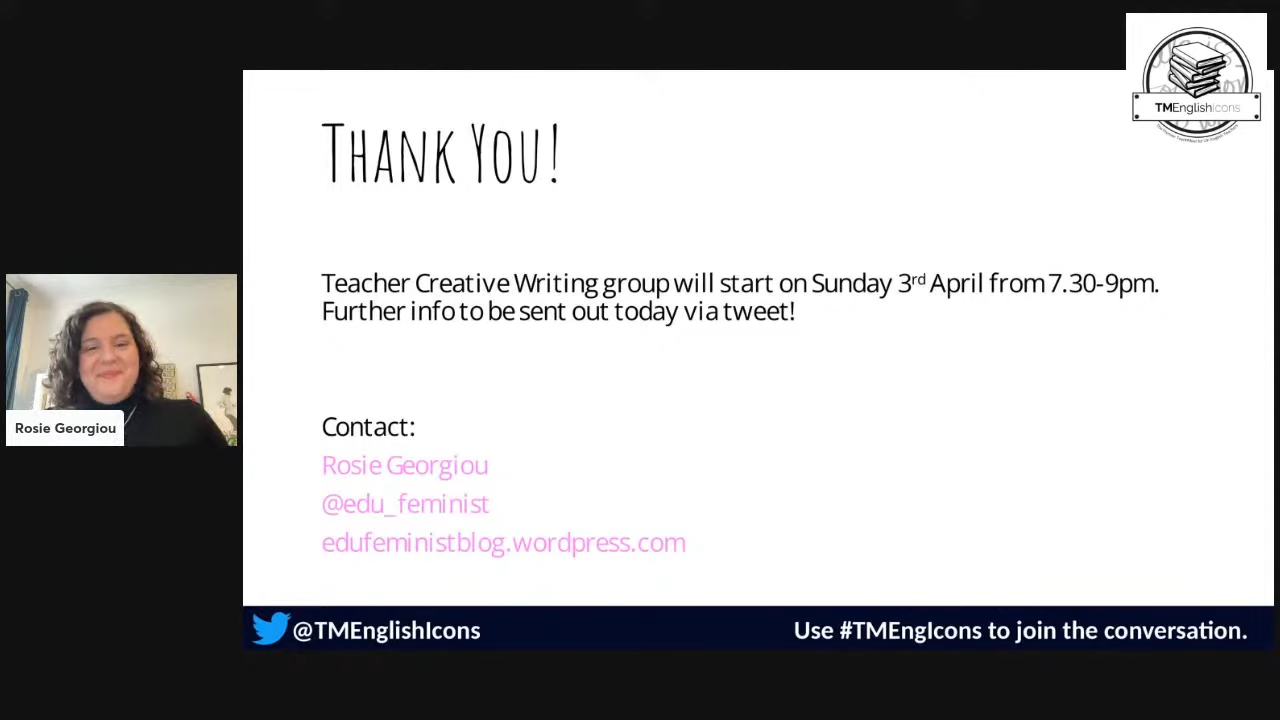 TMEnglishicons
THANK YOU!
Teacher Creative Writing group will start on Sunday 3rd April from 7.30-9pm.
Further info to be sent out today via tweet!
Rosie Georgiou
Contact:
Rosie Georgiou
@edu_feminist
edufeministblog.wordpress.com
@TMEnglishIcons
Use #TMEngIcons to join the conversation.